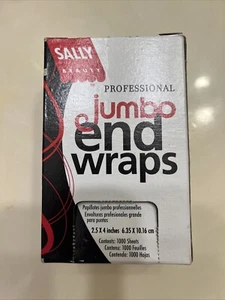 SALLY
BEAUTY
PROFESSIONAL
jumbo
end
wraps
Papillotes jumbo professionnelles
Envolturas profesionales grande
para puntas
2.5 X 4 inches 6.35 X 10.16 cm
Contents: 1000 Sheets
Contenu: 1000 Feuilles
Contenido: 1000 Hojas